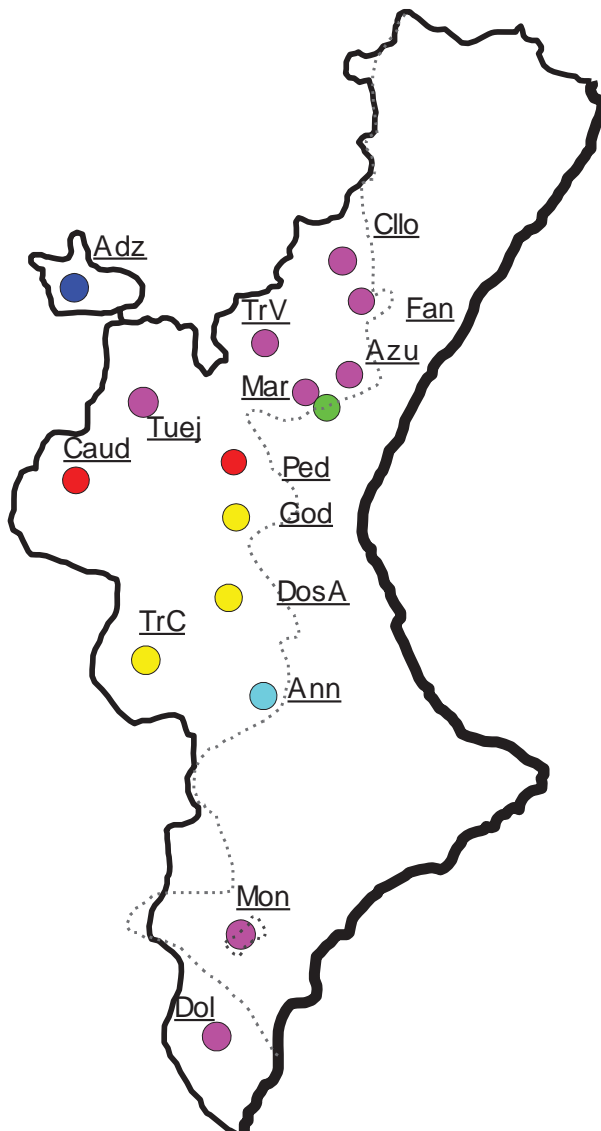 Cllo
Adz
Fan
TrV
Azu
Mar
Tuej
Caud
Ped
God
DosA
TrC
Ann
Mon
Dol